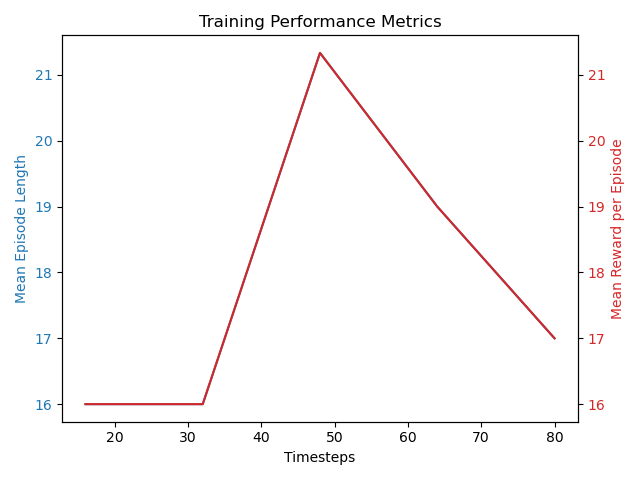 Training Performance Metrics
21
20
19
18
17
16
Mean Episode Length
21
20
19
18
17
16
Mean Reward per Episode
20 30 40 50 60 70 80
Timesteps